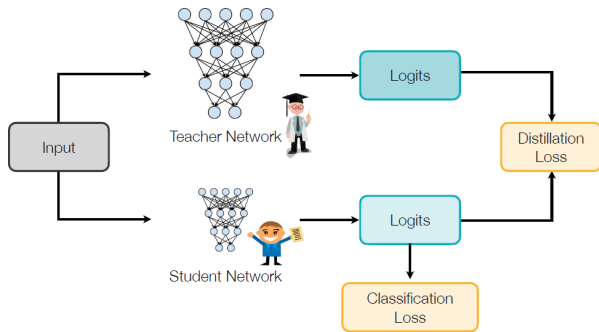 Logits
Teacher Network
Input
Distillation
Loss
Logits
Student Network
Classification
Loss